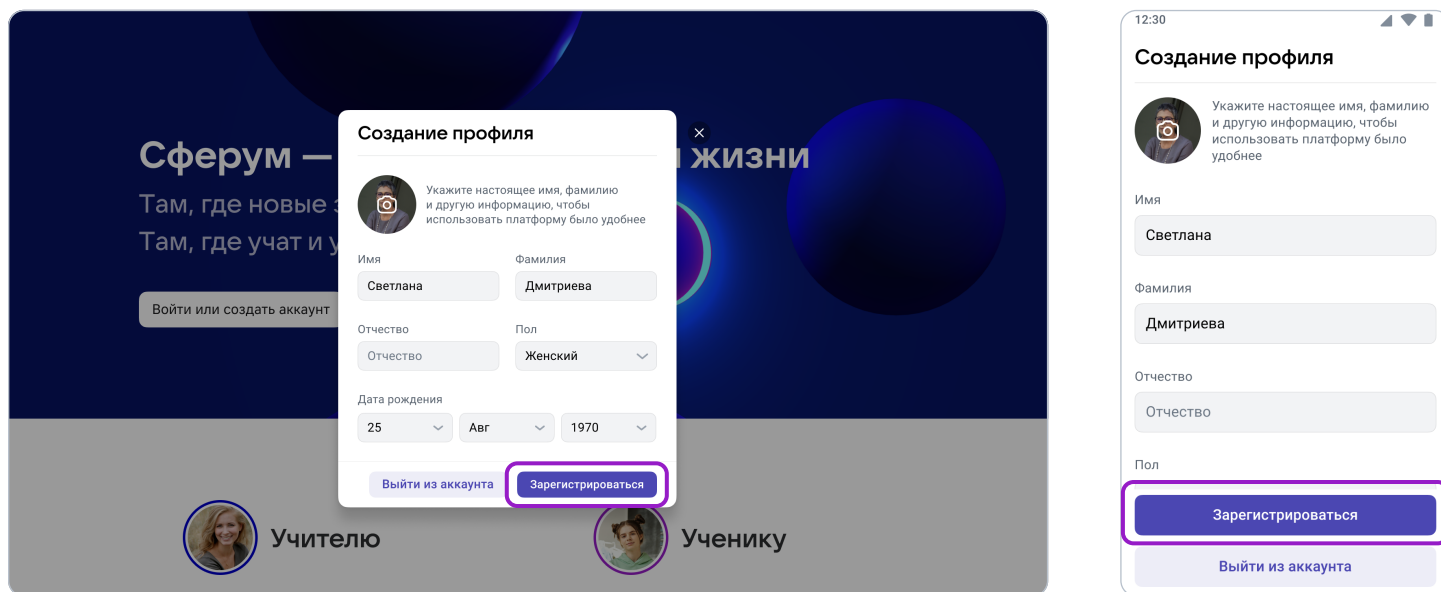 Сферум —
жизни
Там, где новые
Там, где учат и у
Войти или создать аккаунт
Создание профиля
Укажите настоящее имя, фамилию
и другую информацию, чтобы
использовать платформу было удобнее
Имя
Фамилия
Светлана
Дмитриева
Отчество
Пол
Отчество
Женский
Дата рождения
25
Авг
1970
Выйти из аккаунта
Зарегистрироваться
Учителю
Ученику
12:30
Создание профиля
Укажите настоящее имя, фамилию
и другую информацию, чтобы
использовать платформу было
удобнее
Имя
Светлана
Фамилия
Дмитриева
Отчество
Отчество
Пол
Зарегистрироваться
Выйти из аккаунта